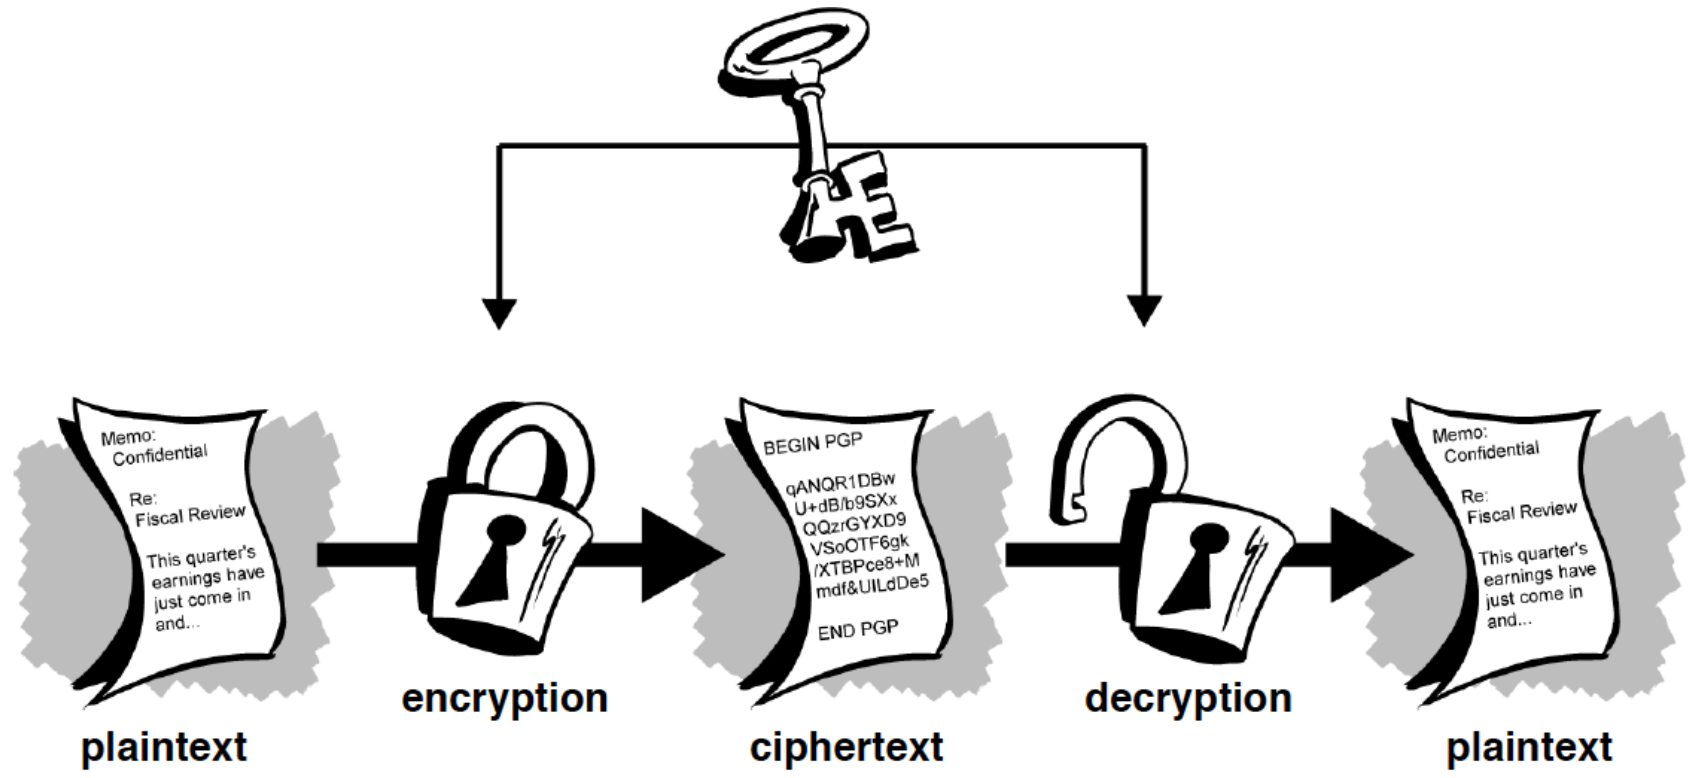 Memo:
Confidential
Re:
Fiscal Review
This quarter's
earnings have
just come in
and...
plaintext
encryption
BEGIN PGP
qANQR1DBw
U+dB/b9SXx
QQzrGYXD9
VSoOTF6gk
/XTBPce8+M
mdf&UILdDe5
END PGP
ciphertext
decryption
Memo:
Confidential
Re:
Fiscal Review
This quarter's
earnings have
just come in
and...
plaintext